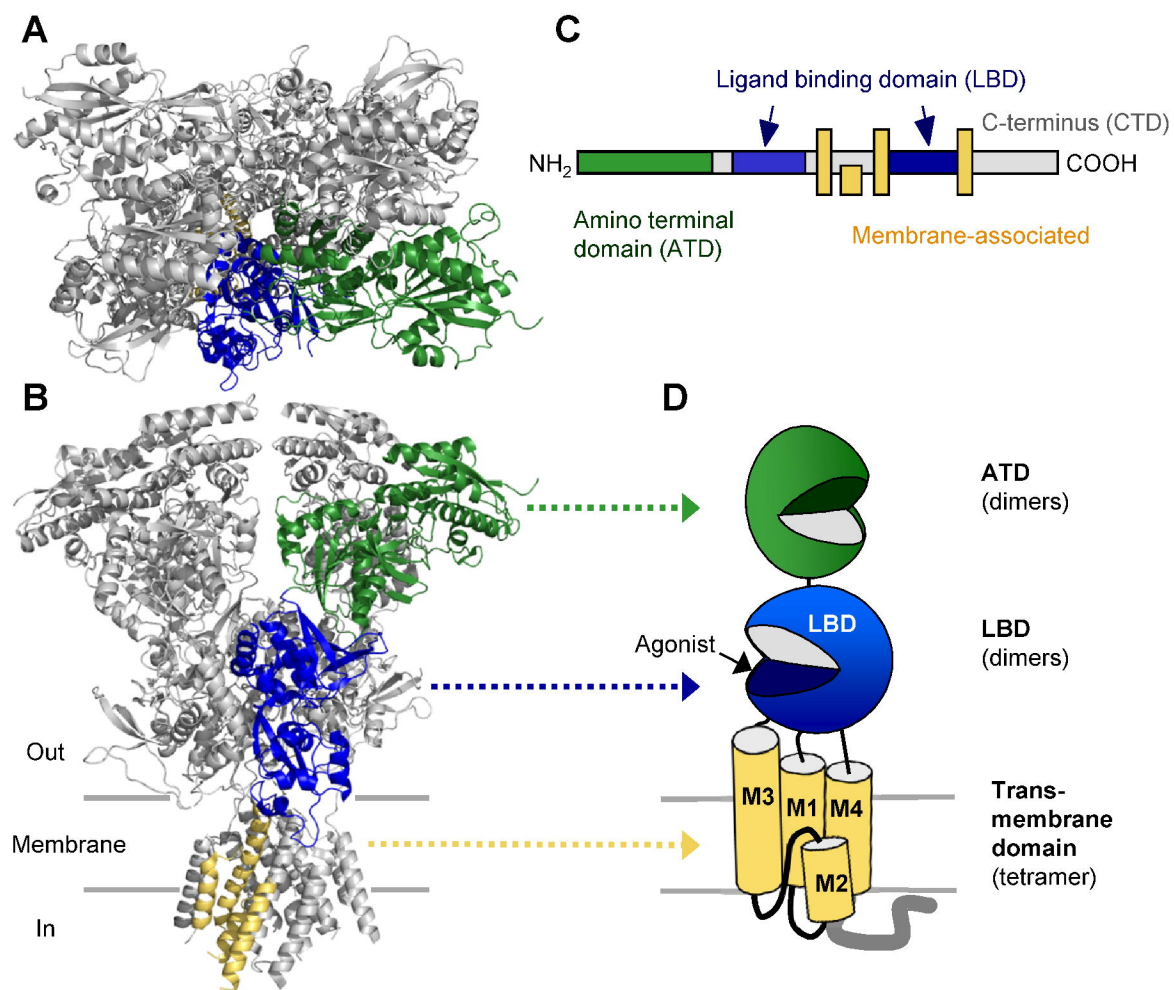 A
C
Ligand binding domain (LBD)
C-terminus (CTD)
NH2
COOH
Amino terminal
domain (ATD)
Membrane-associated
B
D
ATD
(dimers)
LBD
Agonist
LBD
(dimers)
Out
Membrane
In
M3
M1
M4
M2
Trans-
membrane
domain
(tetramer)